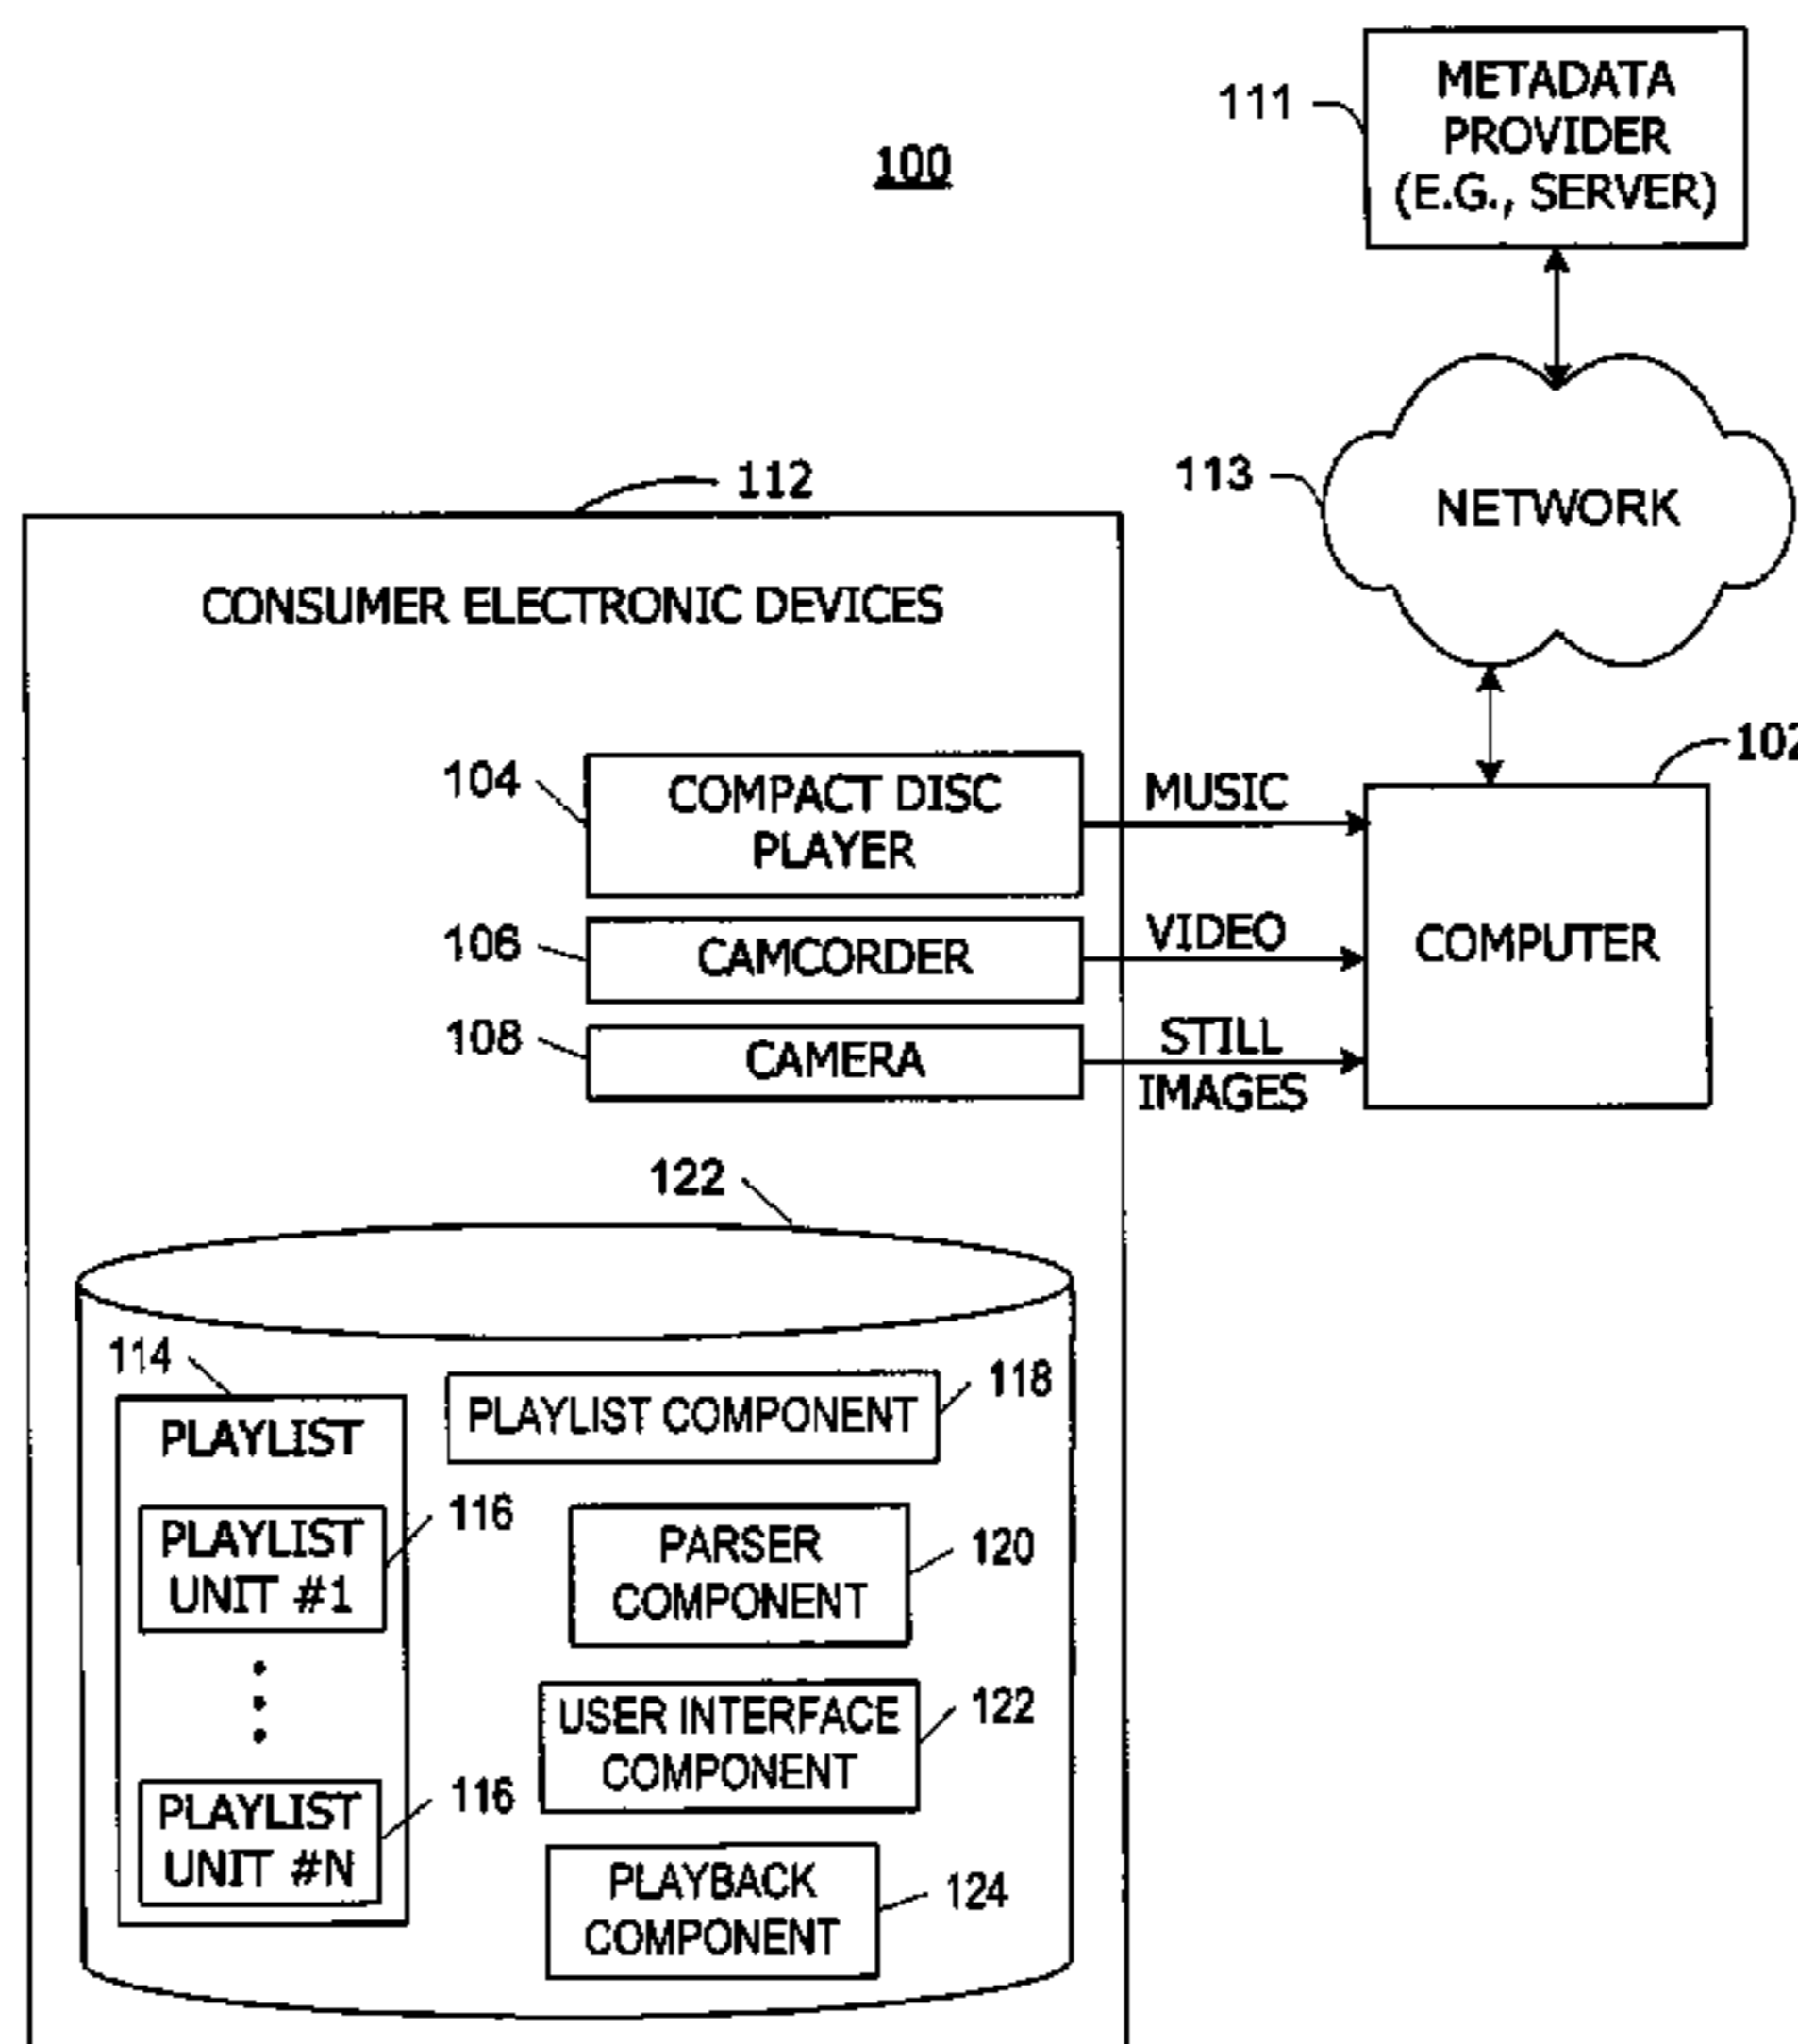 METADATA
PROVIDER
(E.G., SERVER)
111
100
113
NETWORK
112
CONSUMER ELECTRONIC DEVICES
102
104
COMPACT DISC
PLAYER
MUSIC
COMPUTER
106
CAMCORDER
VIDEO
108
CAMERA
STILL
IMAGES
122
114
PLAYLIST
PLAYLIST COMPONENT
118
PLAYLIST
UNIT #1
116
PARSER
COMPONENT
120
USER INTERFACE
COMPONENT
122
PLAYLIST
UNIT #N
116
PLAYBACK
COMPONENT
124